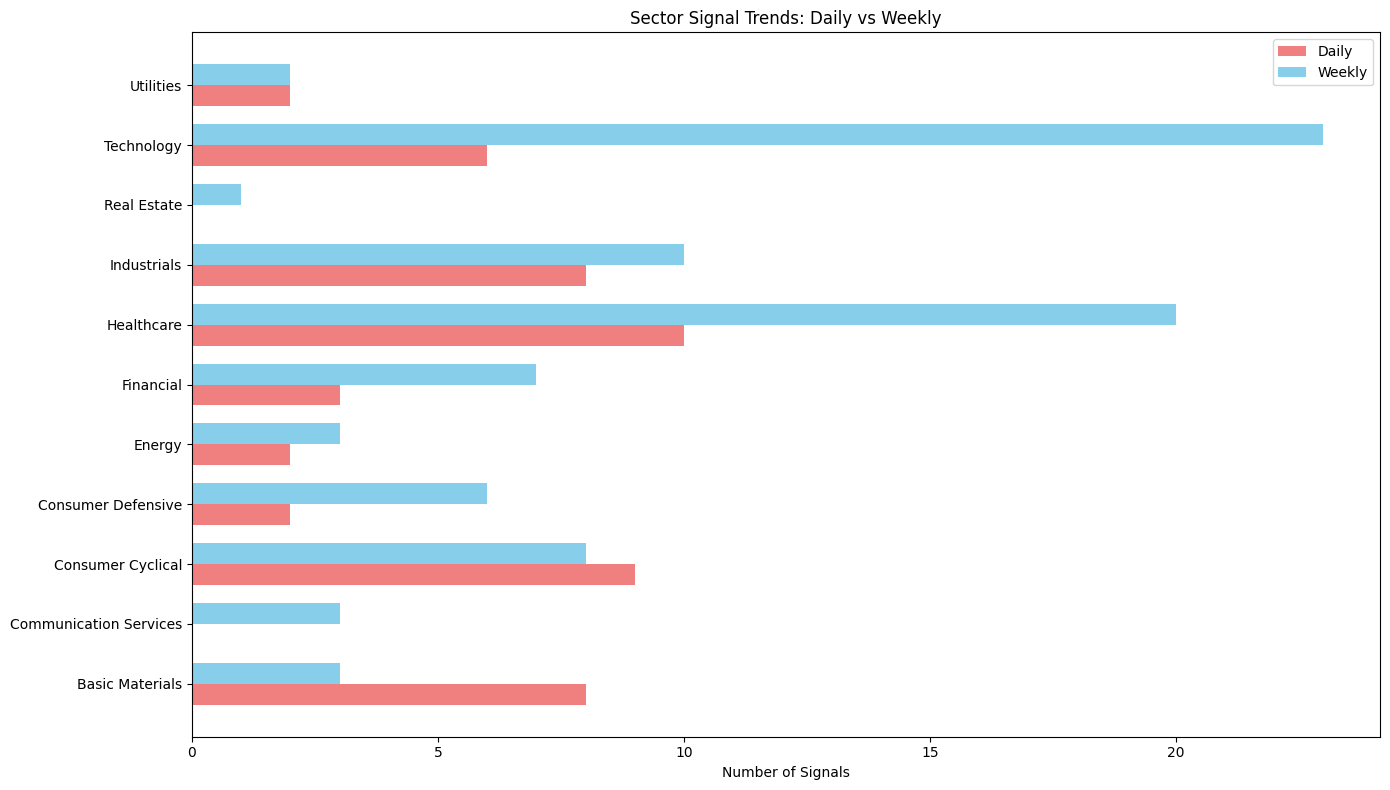 Sector Signal Trends: Daily vs Weekly
Daily
Weekly
Utilities
Technology
Real Estate
Industrials
Healthcare
Financial
Energy
Consumer Defensive
Consumer Cyclical
Communication Services
Basic Materials
0 5 10 15 20
Number of Signals